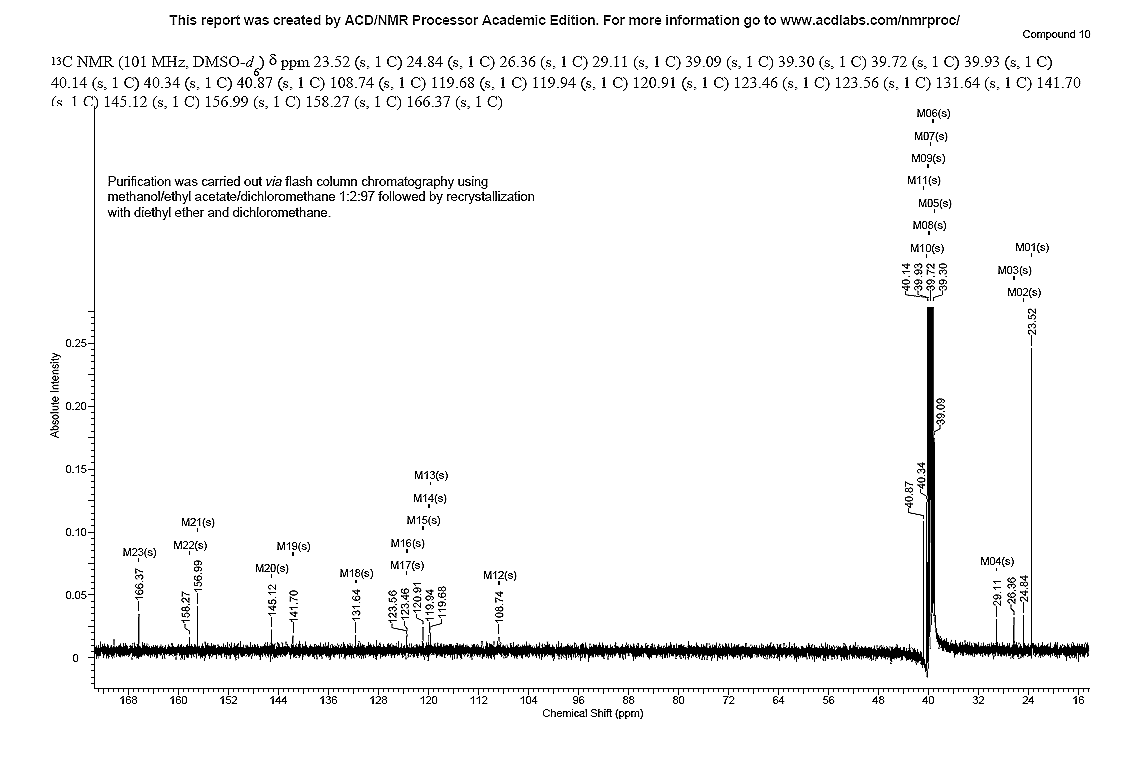 This report was created by ACD/NMR Processor Academic Edition. For more information go to www.acdlabs.com/nmrproc/
Compound 10
13C NMR (101 MHz, DMSO-d6) δ ppm 23.52 (s, 1 C) 24.84 (s, 1 C) 26.36 (s, 1 C) 29.11 (s, 1 C) 39.09 (s, 1 C) 39.30 (s, 1 C) 39.72 (s, 1 C) 39.93 (s, 1 C)
40.14 (s, 1 C) 40.34 (s, 1 C) 40.87 (s, 1 C) 108.74 (s, 1 C) 119.68 (s, 1 C) 119.94 (s, 1 C) 120.91 (s, 1 C) 123.46 (s, 1 C) 123.56 (s, 1 C) 131.64 (s, 1 C) 141.70
(s, 1 C) 145.12 (s, 1 C) 156.99 (s, 1 C) 158.27 (s, 1 C) 166.37 (s, 1 C)
M06(s)
M07(s)
M09(s)
M11(s)
M05(s)
M08(s)
M10(s)
Purification was carried out via flash column chromatography using
methanol/ethyl acetate/dichloromethane 1:2:97 followed by recrystallization
with diethyl ether and dichloromethane.
M01(s)
M03(s)
M02(s)
40.14
39.93
39.72
39.30
23.52
39.09
40.87
40.34
M13(s)
M14(s)
M15(s)
M16(s)
M17(s)
M21(s)
M22(s)
M23(s)
M19(s)
M20(s)
M18(s)
M12(s)
M04(s)
166.37
158.27
156.99
145.12
141.70
131.64
123.56
123.46
120.91
119.94
119.68
108.74
29.11
26.36
24.84
Absolute Intensity
0.25
0.20
0.15
0.10
0.05
0
168 160 152 144 136 128 120 112 104 96 88 80 72 64 56 48 40 32 24 16
Chemical Shift (ppm)